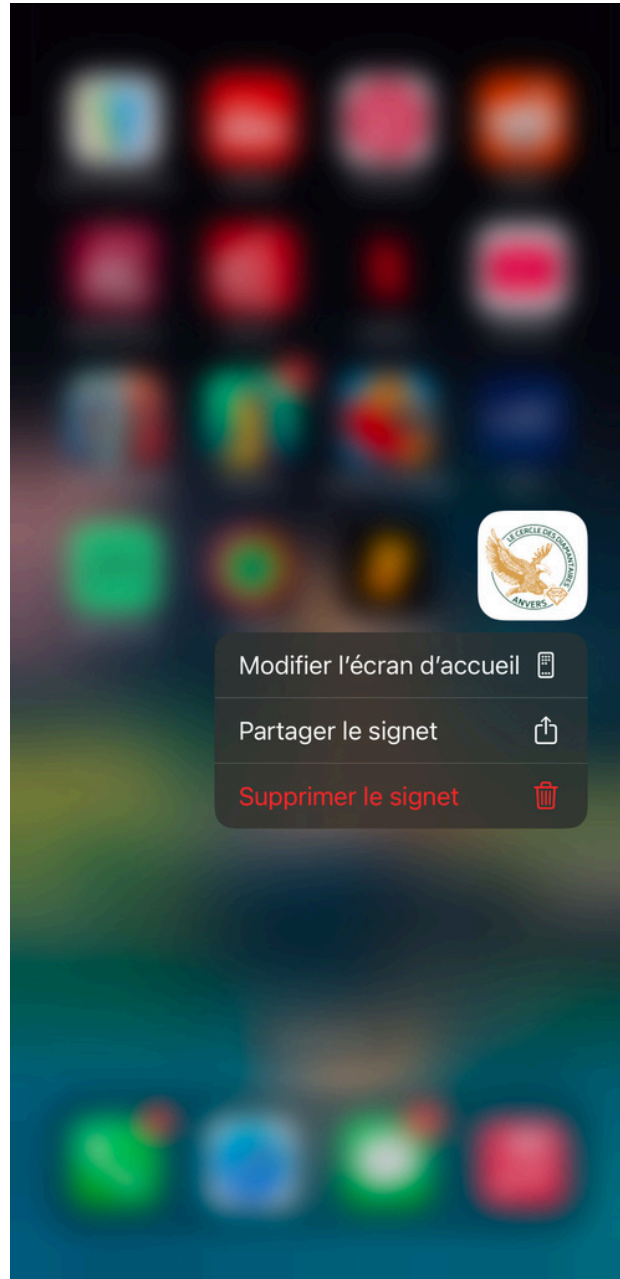 LE CERCLE DES DIAMANTAIRES
ANVERS
Modifier l’écran d’accueil
Partager le signet
Supprimer le signet